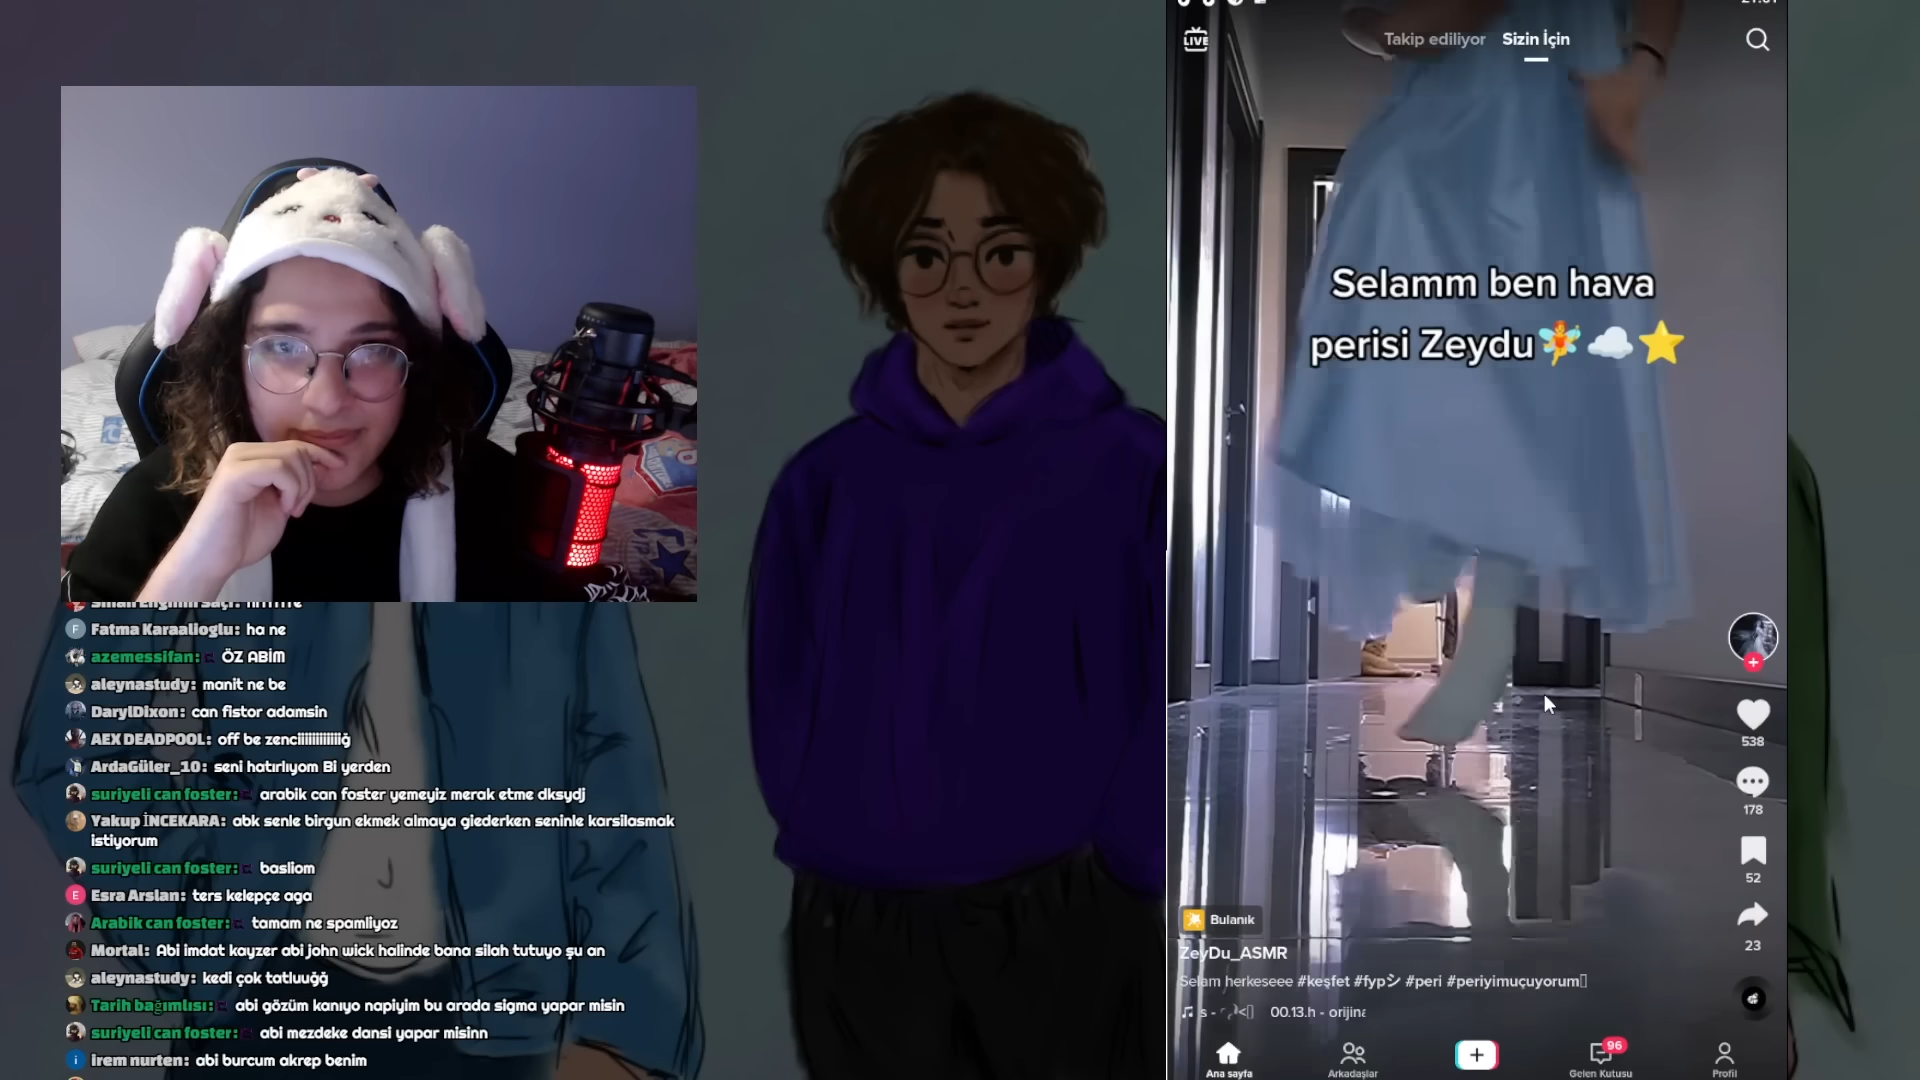 Fatma Karaalioglu: ha ne
azemessifan: ÖZ ABİM
aleynastudy: manit ne be
DarylDixon: can fistor adamsin
AEX DEADPOOL: off be zenciiiiiiiiiiiiğ
ArdaGüler_10: seni hatırlıyom Bi yerden
suriyeli can foster: arabik can foster yemeyiz merak etme dksydj
Yakup İNCEKARA: abk senle birgun ekmek almaya giederken seninle karsilasmak
istiyorum
suriyeli can foster: basliom
Esra Arslan: ters kelepçe aga
Arabik can foster: tamam ne spamliyoz
Mortal: Abi imdat kayzer abi john wick halinde bana silah tutuyo şu an
aleynastudy: kedi çok tatluuğğ
Tarih bağımlısı: abi gözüm kanıyo napiyim bu arada sigma yapar misin
suriyeli can foster: abi mezdeke dansi yapar misinn
irem nurten: abi burcum akrep benim
LIVE
Takip ediliyor Sizin İçin
Selamm ben hava
perisi Zeydu🧚☁️⭐
538
178
52
23
Bulanık
ZeyDu_ASMR
Selam herkeseee #keşfet #fypシ #peri #periyimuçuyorum
00.13.h - orijin
Ana sayfa
Arkadaşlar
96
Gelen Kutusu
Profil